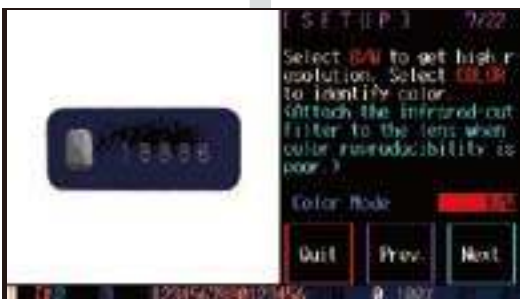 [ S E T U P ] 7/22
Select B/W to get high r
esolution. Select COLOR
to identify color.
(Attach the infrared-cut
filter to the lens when
color reproducibility is
poor.)
Color Mode
Quit Prev. Next